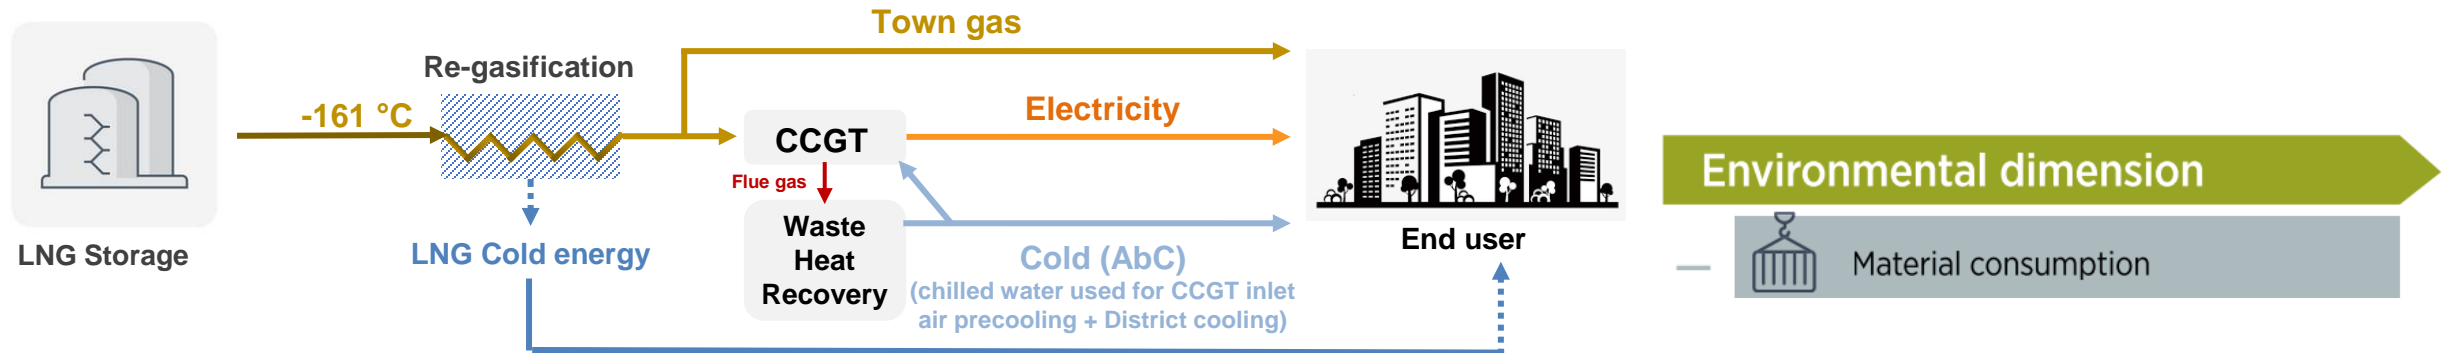 Town gas
Re-gasification
-161 °C
LNG Storage
LNG Cold energy
CCGT
Flue gas
Waste
Heat
Recovery
Electricity
Cold (AbC)
(chilled water used for CCGT inlet
air precooling + District cooling)
End user
Environmental dimension
Material consumption